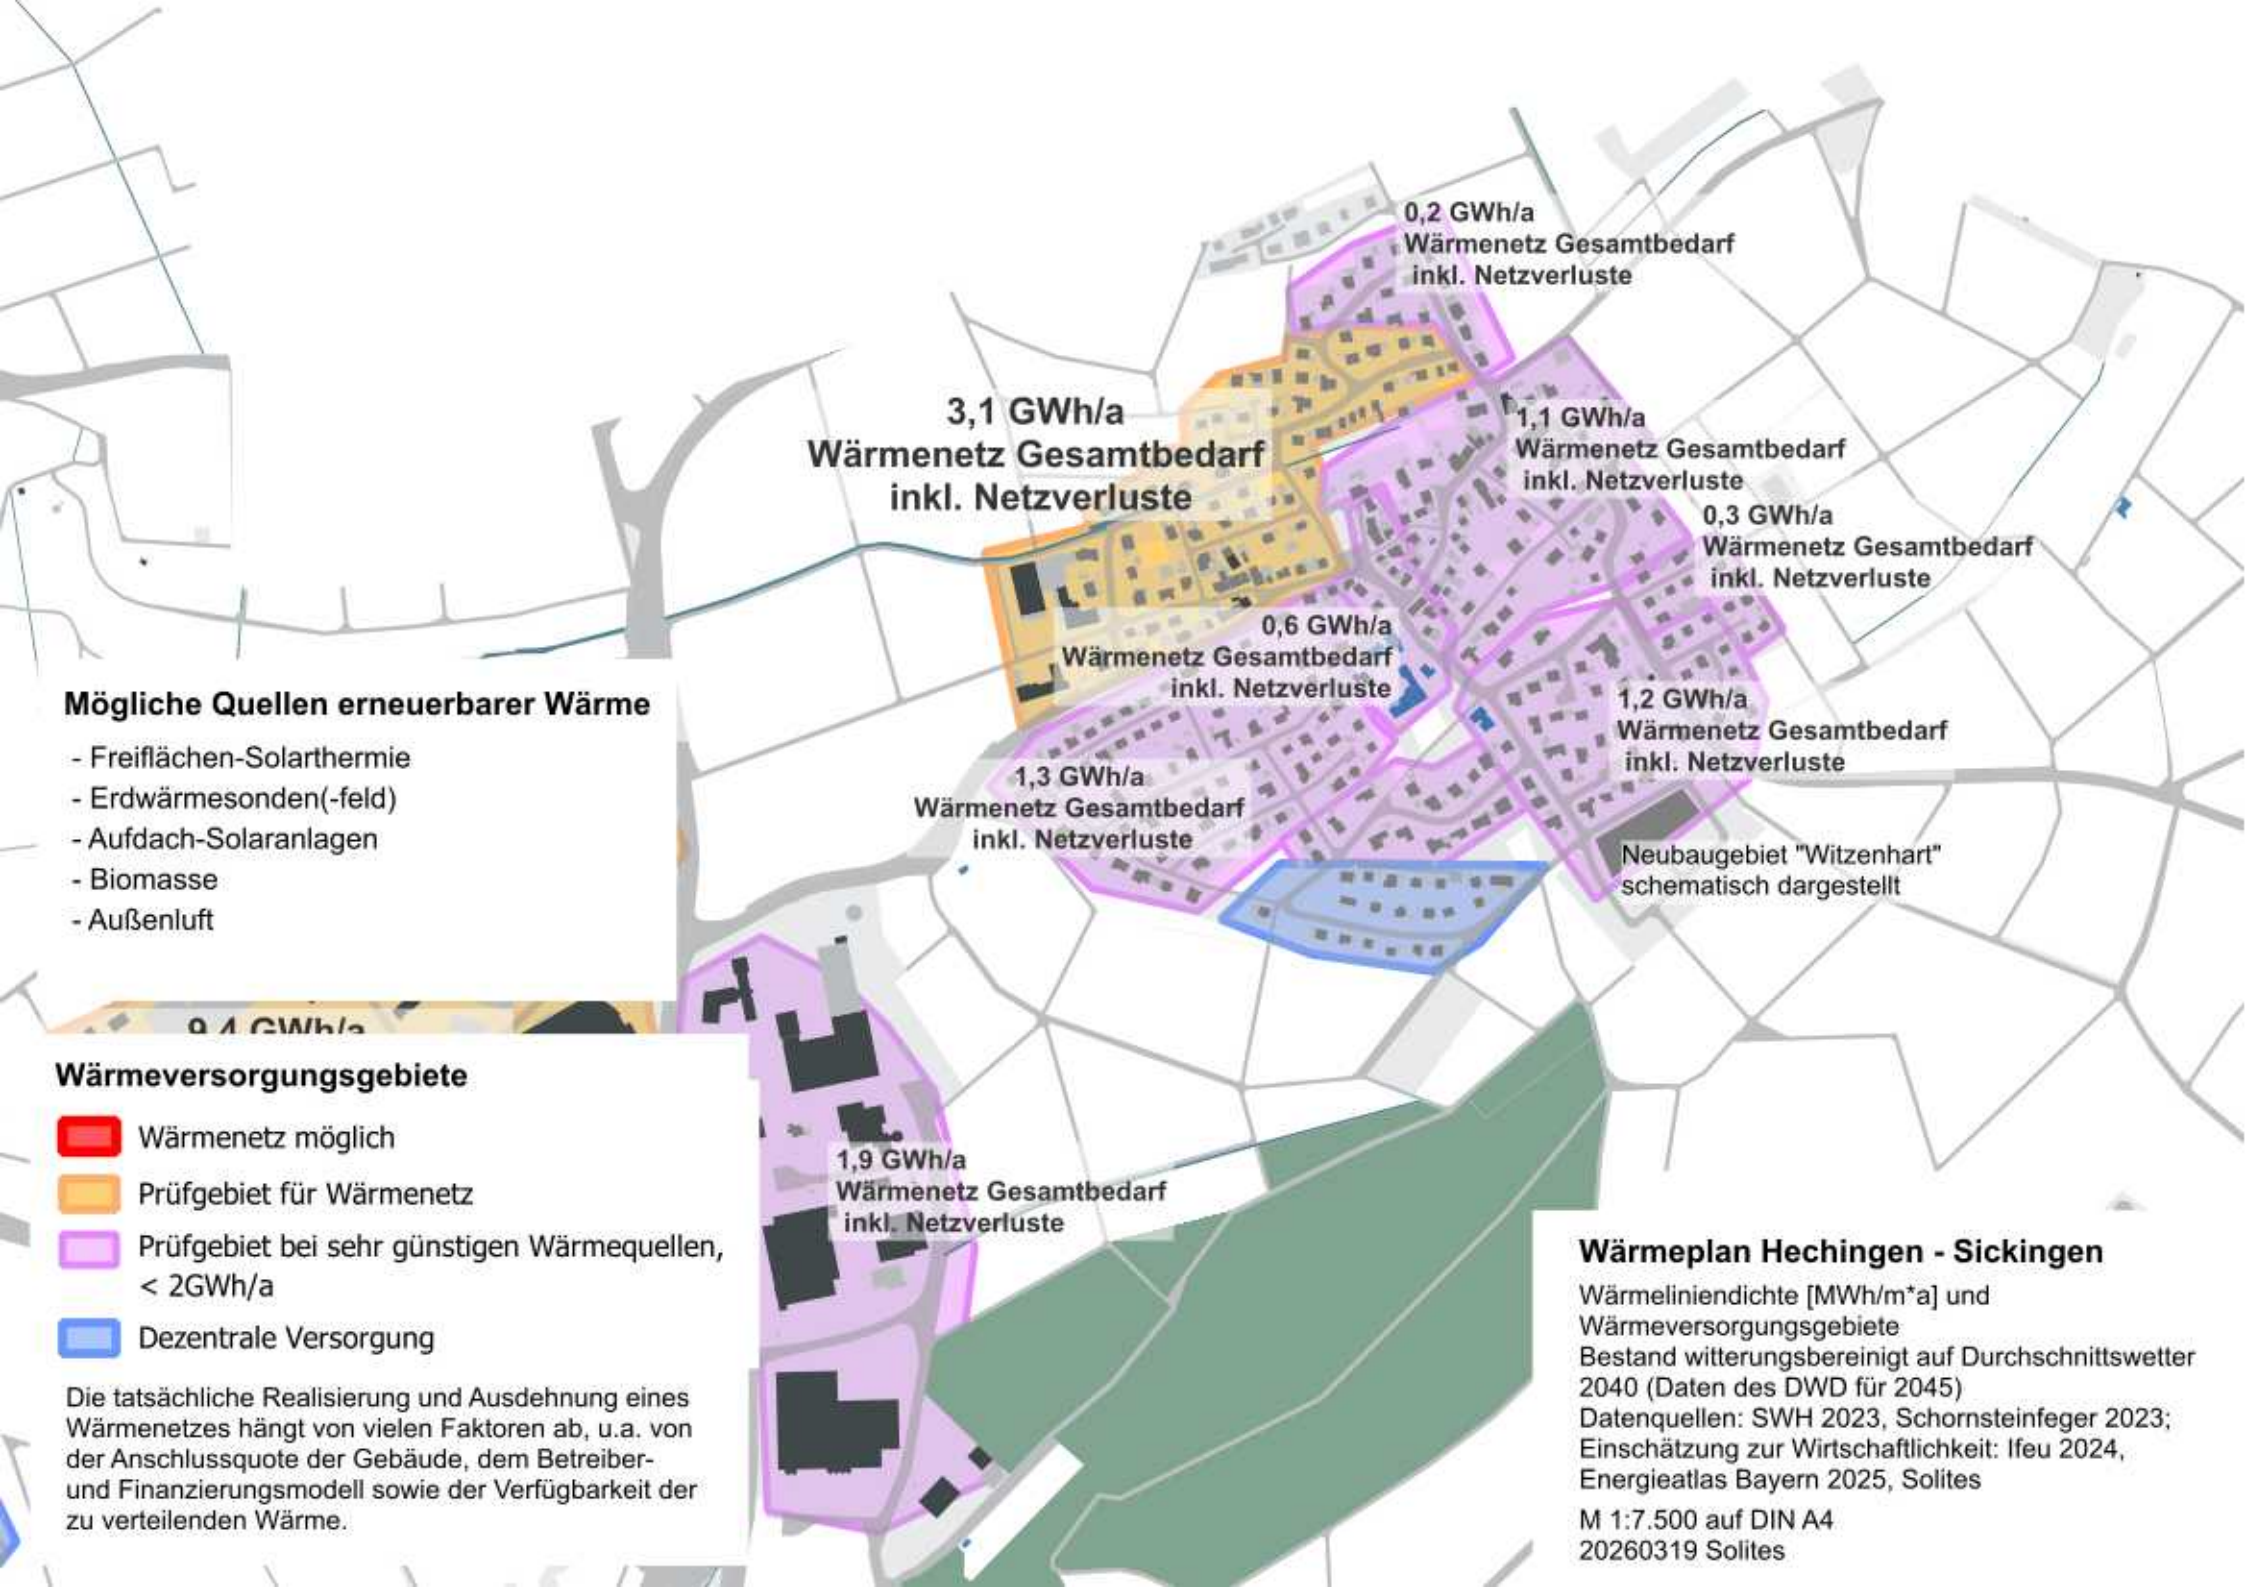 0,2 GWh/a
Wärmenetz Gesamtbedarf
inkl. Netzverluste
3,1 GWh/a
Wärmenetz Gesamtbedarf
inkl. Netzverluste
1,1 GWh/a
Wärmenetz Gesamtbedarf
inkl. Netzverluste
0,3 GWh/a
Wärmenetz Gesamtbedarf
inkl. Netzverluste
0,6 GWh/a
Wärmenetz Gesamtbedarf
inkl. Netzverluste
1,2 GWh/a
Wärmenetz Gesamtbedarf
inkl. Netzverluste
1,3 GWh/a
Wärmenetz Gesamtbedarf
inkl. Netzverluste
Neubaugebiet "Witzenhart"
schematisch dargestellt
Mögliche Quellen erneuerbarer Wärme
- Freiflächen-Solarthermie
- Erdwärmesonden(-feld)
- Aufdach-Solaranlagen
- Biomasse
- Außenluft
9,4 GWh/a
Wärmeversorgungsgebiete
Wärmenetz möglich
Prüfgebiet für Wärmenetz
Prüfgebiet bei sehr günstigen Wärmequellen,
< 2GWh/a
Dezentrale Versorgung
Die tatsächliche Realisierung und Ausdehnung eines
Wärmenetzes hängt von vielen Faktoren ab, u.a. von
der Anschlussquote der Gebäude, dem Betreiber-
und Finanzierungsmodell sowie der Verfügbarkeit der
zu verteilenden Wärme.
1,9 GWh/a
Wärmenetz Gesamtbedarf
inkl. Netzverluste
Wärmeplan Hechingen - Sickingen
Wärmeliniendichte [MWh/m*a] und
Wärmeversorgungsgebiete
Bestand witterungsbereinigt auf Durchschnittswetter
2040 (Daten des DWD für 2045)
Datenquellen: SWH 2023, Schornsteinfeger 2023;
Einschätzung zur Wirtschaftlichkeit: Ifeu 2024,
Energieatlas Bayern 2025, Solites
M 1:7.500 auf DIN A4
20260319 Solites